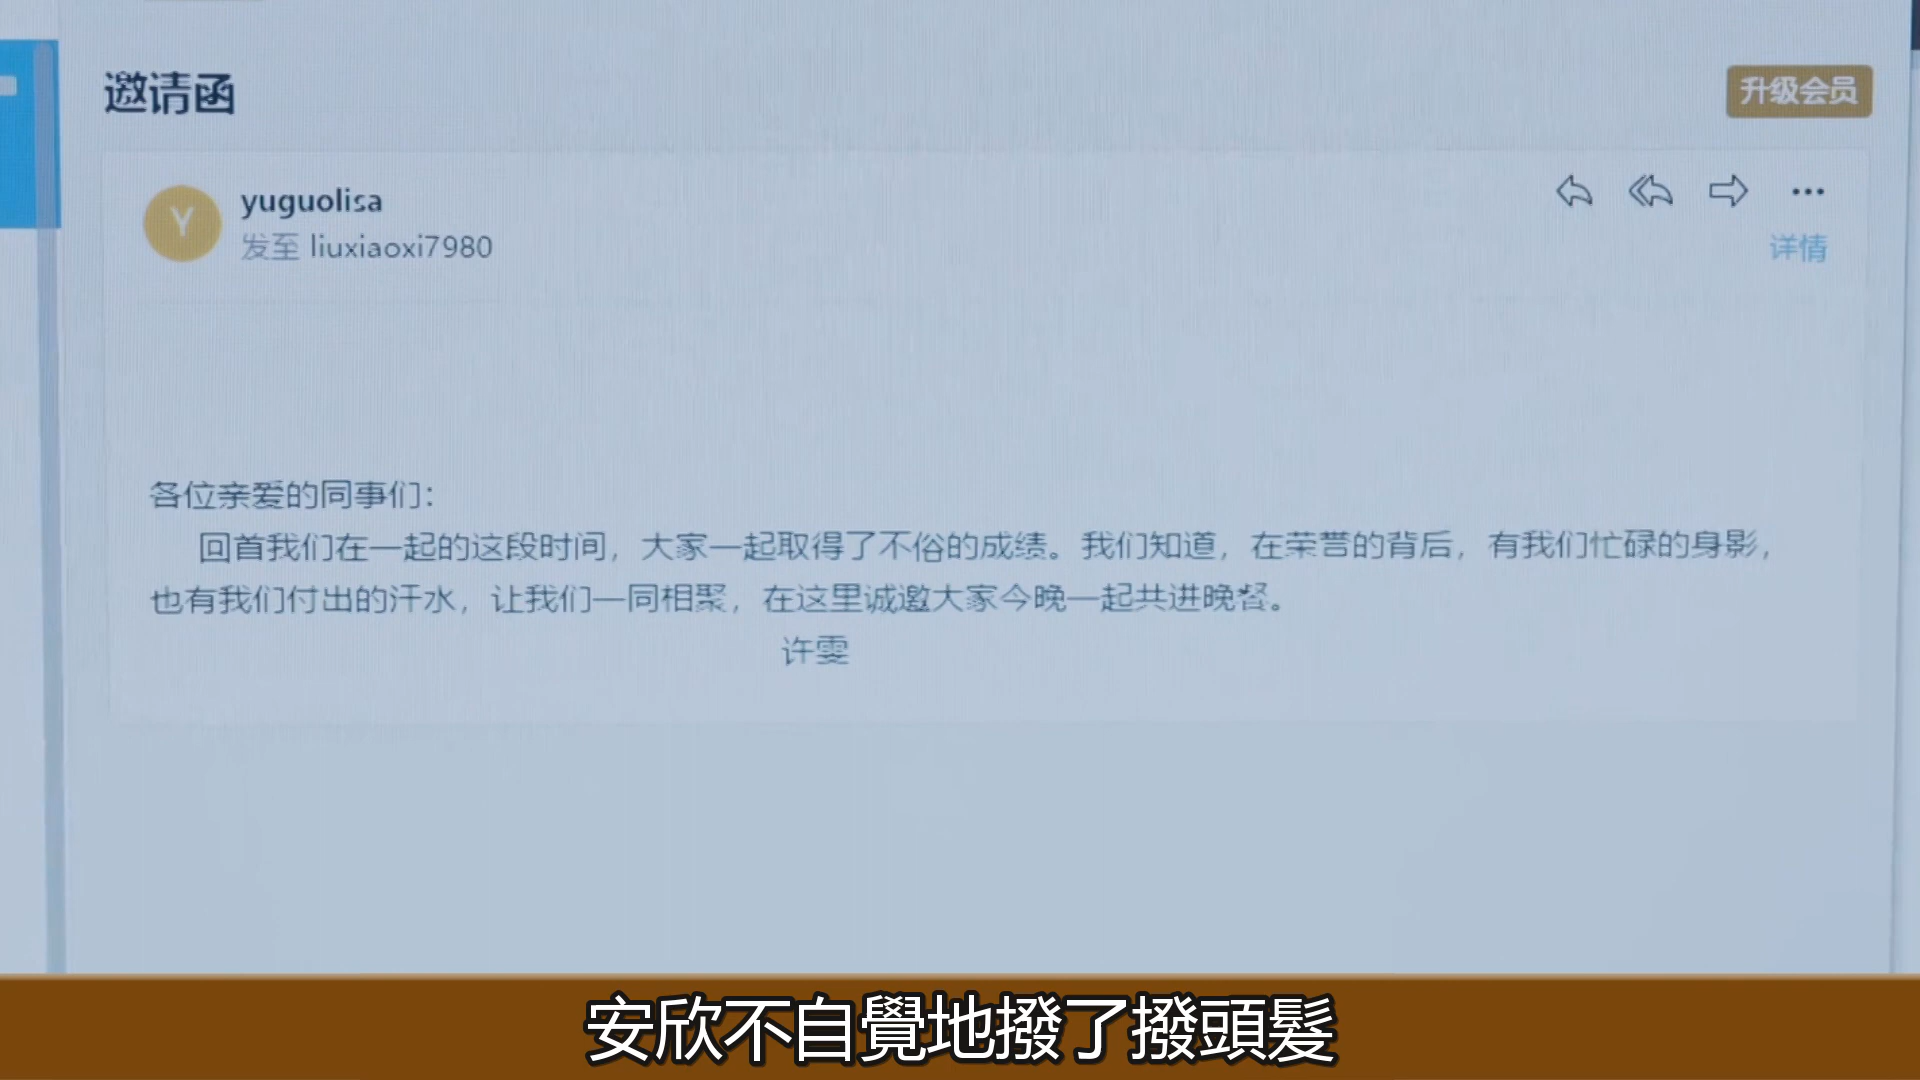 邀请函
升级会员
Y
yuguolisa
发至 liuxiaoxi7980
详情
各位亲爱的同事们：
回首我们在一起的这段时间，大家一起取得了不俗的成绩。我们知道，在荣誉的背后，有我们忙碌的身影，
也有我们付出的汗水，让我们一同相聚，在这里诚邀大家今晚一起共进晚餐。
许雯
安欣不自覺地撥了撥頭髮